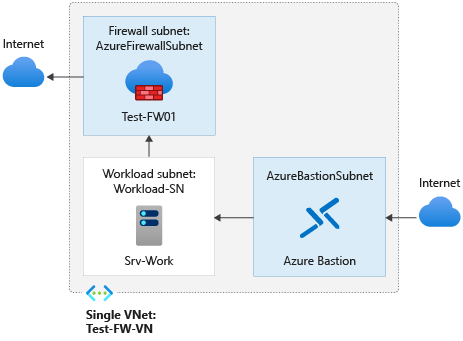 Internet
Firewall subnet:
AzureFirewallSubnet
Test-FW01
Workload subnet:
Workload-SN
Srv-Work
AzureBastionSubnet
Azure Bastion
Internet
Single VNet:
Test-FW-VN